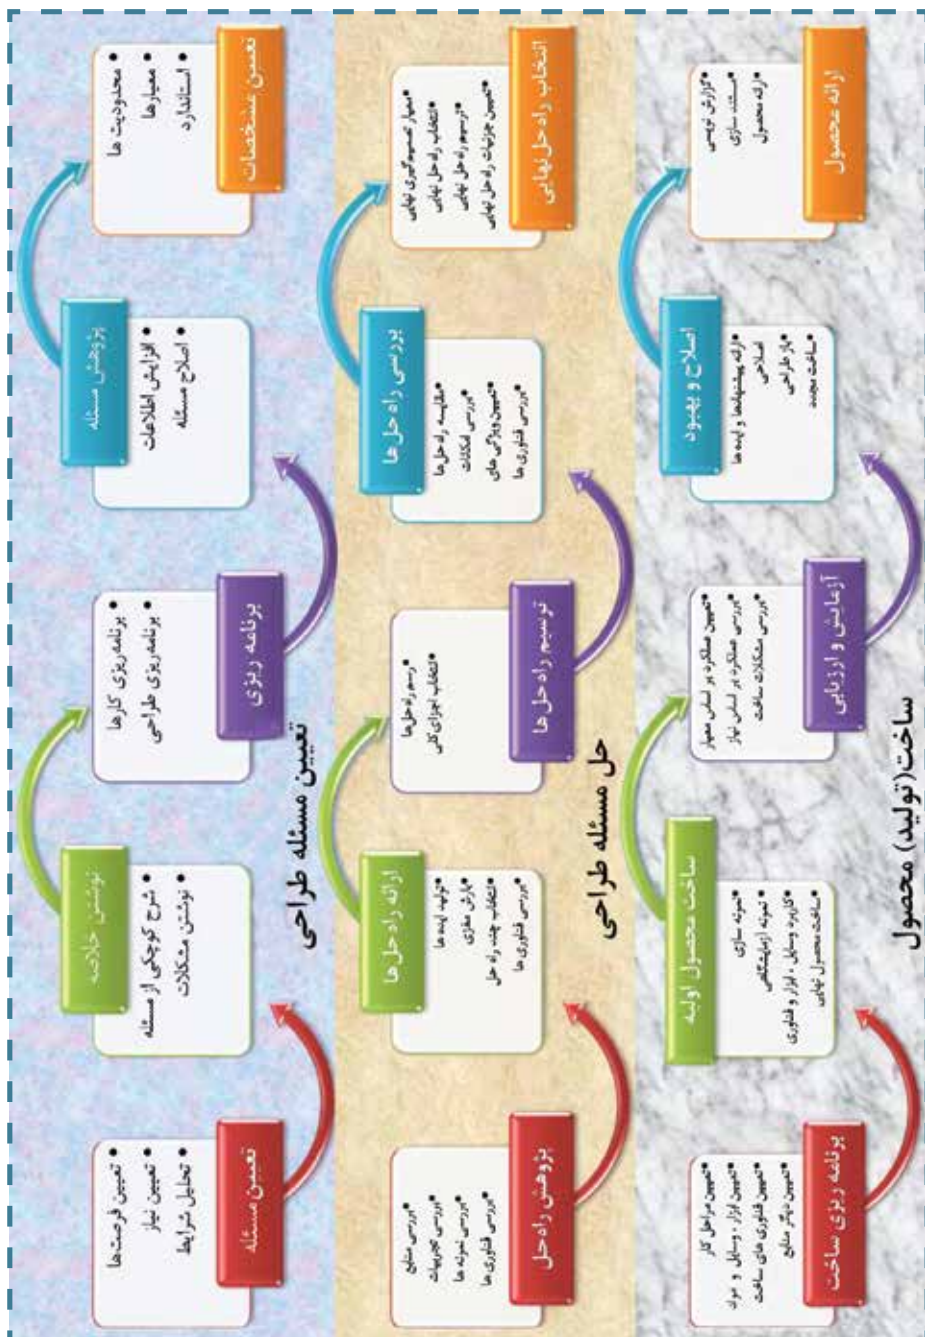 • تعیین فرصت‌ها
• تعیین نیاز
• تحلیل شرایط
تعیین مسئله
نوشتن خلاصه
• شرح کوچکی از مسئله
• نوشتن مشکلات
• برنامه‌ریزی کارها
• برنامه‌ریزی طراحی
برنامه ریزی
پژوهش مسئله
• افزایش اطلاعات
• اصلاح مسئله
• محدودیت ها
• معیارها
• استاندارد
تعیین مشخصات
تعیین مسئله طراحی
•بررسی منابع
•بررسی تجربیات
•بررسی نمونه ها
•بررسی فناوری‌ها
پژوهش راه‌حل
ارائه راه‌حل‌ها
•تولید ایده‌ها
•بارش مغزی
•انتخاب چند راه حل
•بررسی فناوری ها
•رسم راه‌حل‌ها
•انتخاب اجزای کلی
ترسیم راه‌حل‌ها
بررسی راه‌حل‌ها
•مقایسه راه‌حل‌ها
•بررسی امکانات
•تعیین ویژگی های
•بررسی فناوری ها
•معیار تصمیم‌گیری نهایی
•انتخاب راه‌حل نهایی
•ترسیم راه‌حل نهایی
•تعیین جزئیات راه‌حل نهایی
انتخاب راه‌حل نهایی
حل مسئله طراحی
•تعیین مراحل کار
•تعیین ابزار ، وسایل و مواد
•تعیین فناوری های ساخت
•تعیین دیگر منابع
برنامه ریزی ساخت
ساخت محصول اولیه
•نمونه سازی
•نمونه آزمایشگاهی
•کاربرد وسایل ، ابزار و فناوری
•ساخت محصول نهایی
•تعیین عملکرد بر اساس معیار
•بررسی عملکرد بر اساس نیاز
•بررسی مشکلات ساخت
آزمایش و ارزیابی
اصلاح و بهبود
•ارائه پیشنهادها و ایده ها
اصلاحی
•باز طراحی
•ساخت مجدد
•گزارش نویسی
•مستند سازی
•ارائه محصول
ارائه محصول
ساخت(تولید) محصول